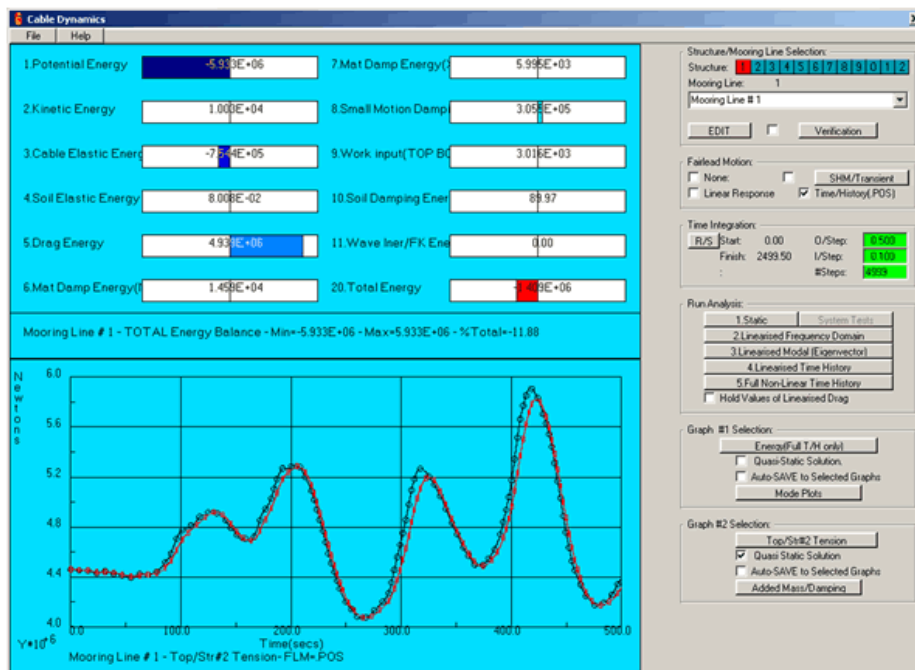 Cable Dynamics
File Help
1.Potential Energy -5.933E+06
2.Kinetic Energy 1.003E+04
3.Cable Elastic Energ
4.Soil Elastic Energy 8.008E-02
5.Drag Energy
6.Mat Damp Energy( 1.459E+04
7.Mat Damp Energy( 5.995E+03
8.Small Motion Dampi
9.Work input(TOP BO 3.016E+03
10.Soil Damping Ener 89.97
11.Wave Iner/FK Ene 0.00
20.Total Energy
Mooring Line # 1 - TOTAL Energy Balance - Min=-5.933E+06 - Max=5.933E+06 - %Total=-11.88
Newtons
6.0
5.6
5.2
4.8
4.4
4.0
0.0 100.0 200.0 300.0 400.0 500.0
Y*10^6 Time(secs)
Mooring Line # 1 - Top/Str#2 Tension-FLM=.POS
Structure/Mooring Line Selection:
Structure: 1 2 3 4 5 6 7 8 9 0 1 2
Mooring Line: 1
Mooring Line # 1
EDIT Verification
Fairlead Motion:
None: SHM/Transient
Linear Response Time/History(.POS)
Time Integration:
R/S Start: 0.00 O/Step: 0.500
Finish: 2499.50 I/Step: 0.100
: #Steps: 4999
Run Analysis:
1.Static System Tests
2.Linearised Frequency Domain
3.Linearised Modal (Eigenvector)
4.Linearised Time History
5.Full Non-Linear Time History
Hold Values of Linearised Drag
Graph #1 Selection:
Energy(Full T/H only)
Quasi-Static Solution.
Auto-SAVE to Selected Graphs
Mode Plots
Graph #2 Selection:
Top/Str#2 Tension
Quasi Static Solution
Auto-SAVE to Selected Graphs
Added Mass/Damping